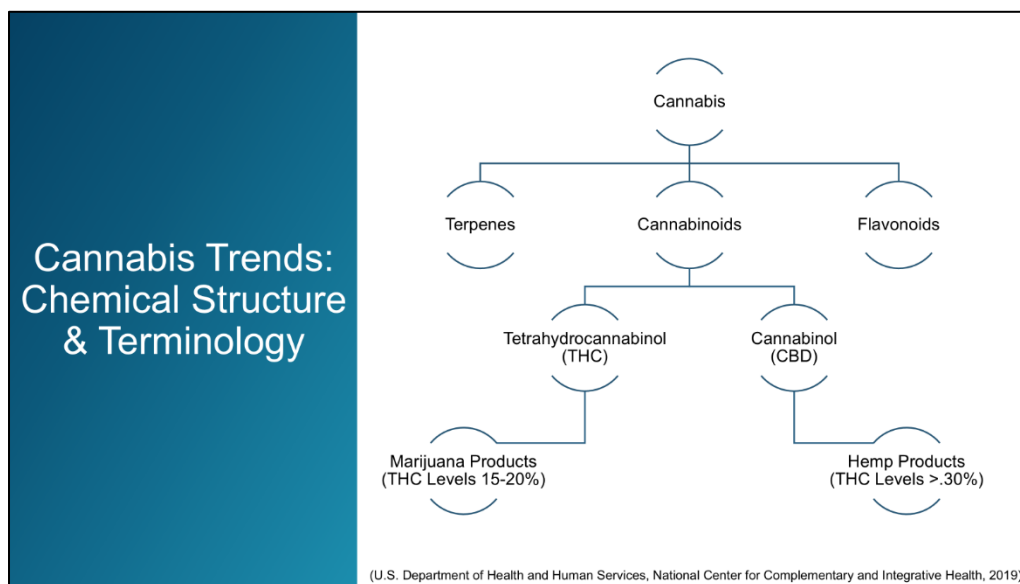 Cannabis Trends:
Chemical Structure
& Terminology
Cannabis
Terpenes
Cannabinoids
Flavonoids
Tetrahydrocannabinol
(THC)
Cannabinol
(CBD)
Marijuana Products
(THC Levels 15-20%)
Hemp Products
(THC Levels >.30%)
(U.S. Department of Health and Human Services, National Center for Complementary and Integrative Health, 2019)